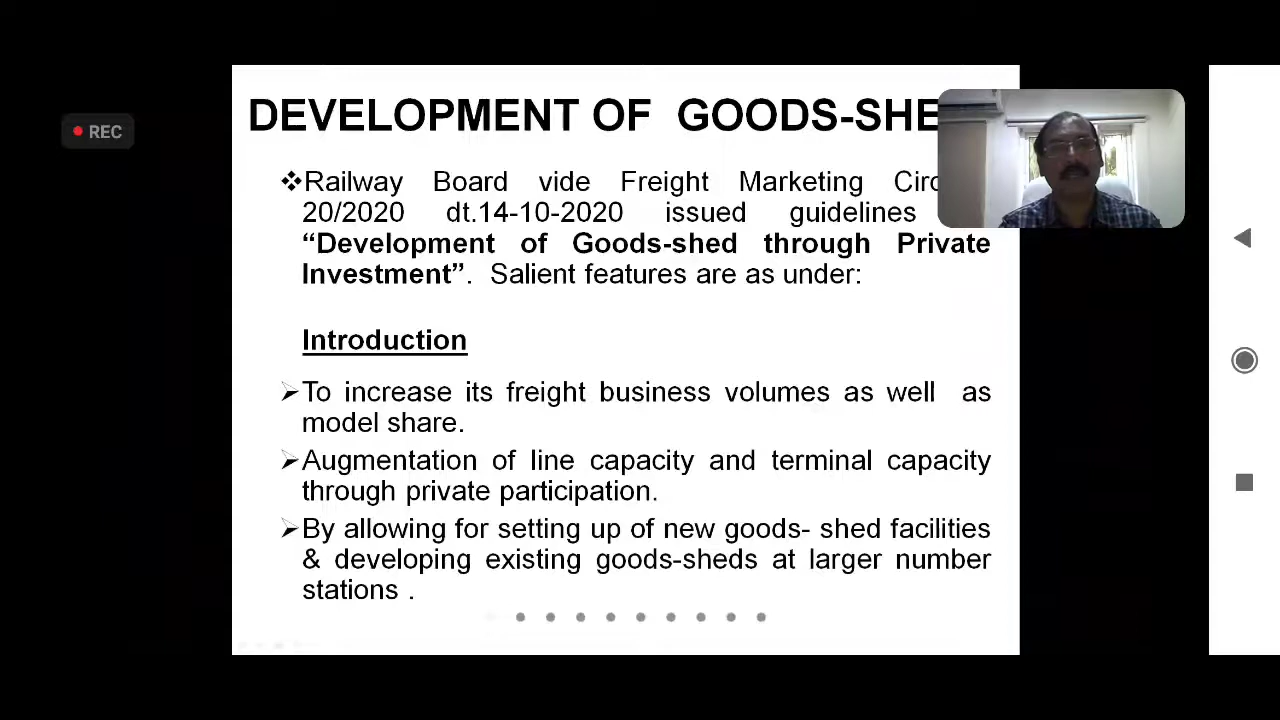 REC
DEVELOPMENT OF GOODS-SHE
❖Railway Board vide Freight Marketing
20/2020 dt.14-10-2020 issued guidelines
“Development of Goods-shed through Private
Investment”. Salient features are as under:
Introduction
➢To increase its freight business volumes as well as
model share.
➢Augmentation of line capacity and terminal capacity
through private participation.
➢By allowing for setting up of new goods- shed facilities
& developing existing goods-sheds at larger number
stations .